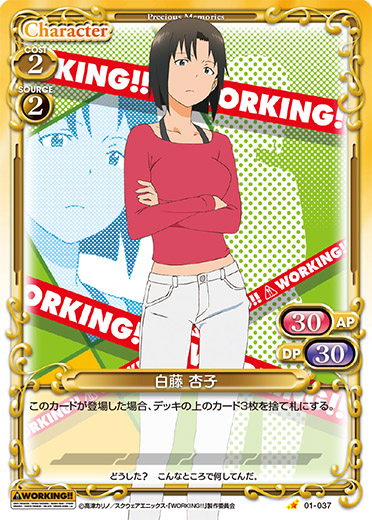 Precious Memories
Character
COST
2
SOURCE
2
KING!! WORKING!
WORKING!!
ORKING! !! WORKING!
30 AP
DP 30
白藤 杏子
このカードが登場した場合、デッキの上のカード3枚を捨て札にする。
どうした？ こんなところで何してんだ。
WORKING!! 01-037
©高津カリノ／スクウェアエニックス・「WORKING!!」製作委員会